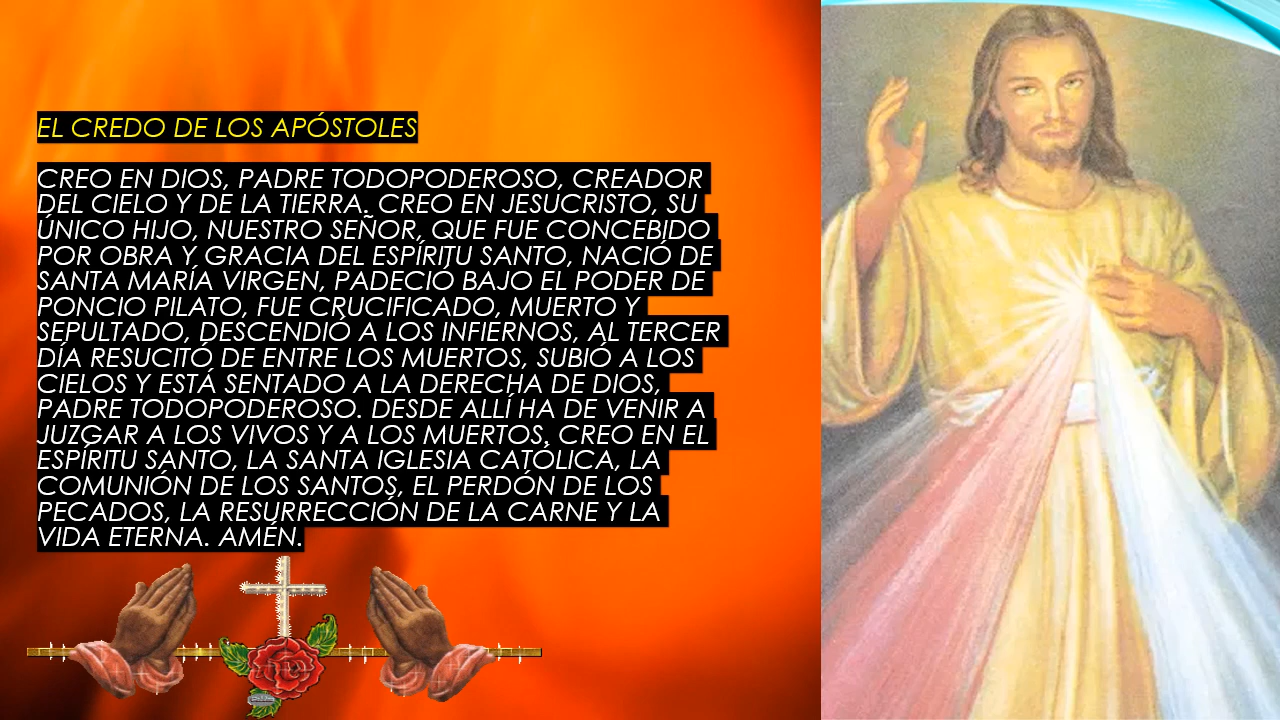 EL CREDO DE LOS APÓSTOLES
CREO EN DIOS, PADRE TODOPODEROSO, CREADOR
DEL CIELO Y DE LA TIERRA. CREO EN JESUCRISTO, SU
ÚNICO HIJO, NUESTRO SEÑOR, QUE FUE CONCEBIDO
POR OBRA Y GRACIA DEL ESPÍRITU SANTO, NACIÓ DE
SANTA MARÍA VIRGEN, PADECIÓ BAJO EL PODER DE
PONCIO PILATO, FUE CRUCIFICADO, MUERTO Y
SEPULTADO, DESCENDIÓ A LOS INFIERNOS, AL TERCER
DÍA RESUCITÓ DE ENTRE LOS MUERTOS, SUBIÓ A LOS
CIELOS Y ESTÁ SENTADO A LA DERECHA DE DIOS,
PADRE TODOPODEROSO. DESDE ALLÍ HA DE VENIR A
JUZGAR A LOS VIVOS Y A LOS MUERTOS. CREO EN EL
ESPÍRITU SANTO, LA SANTA IGLESIA CATÓLICA, LA
COMUNIÓN DE LOS SANTOS, EL PERDÓN DE LOS
PECADOS, LA RESURRECCIÓN DE LA CARNE Y LA
VIDA ETERNA. AMÉN.